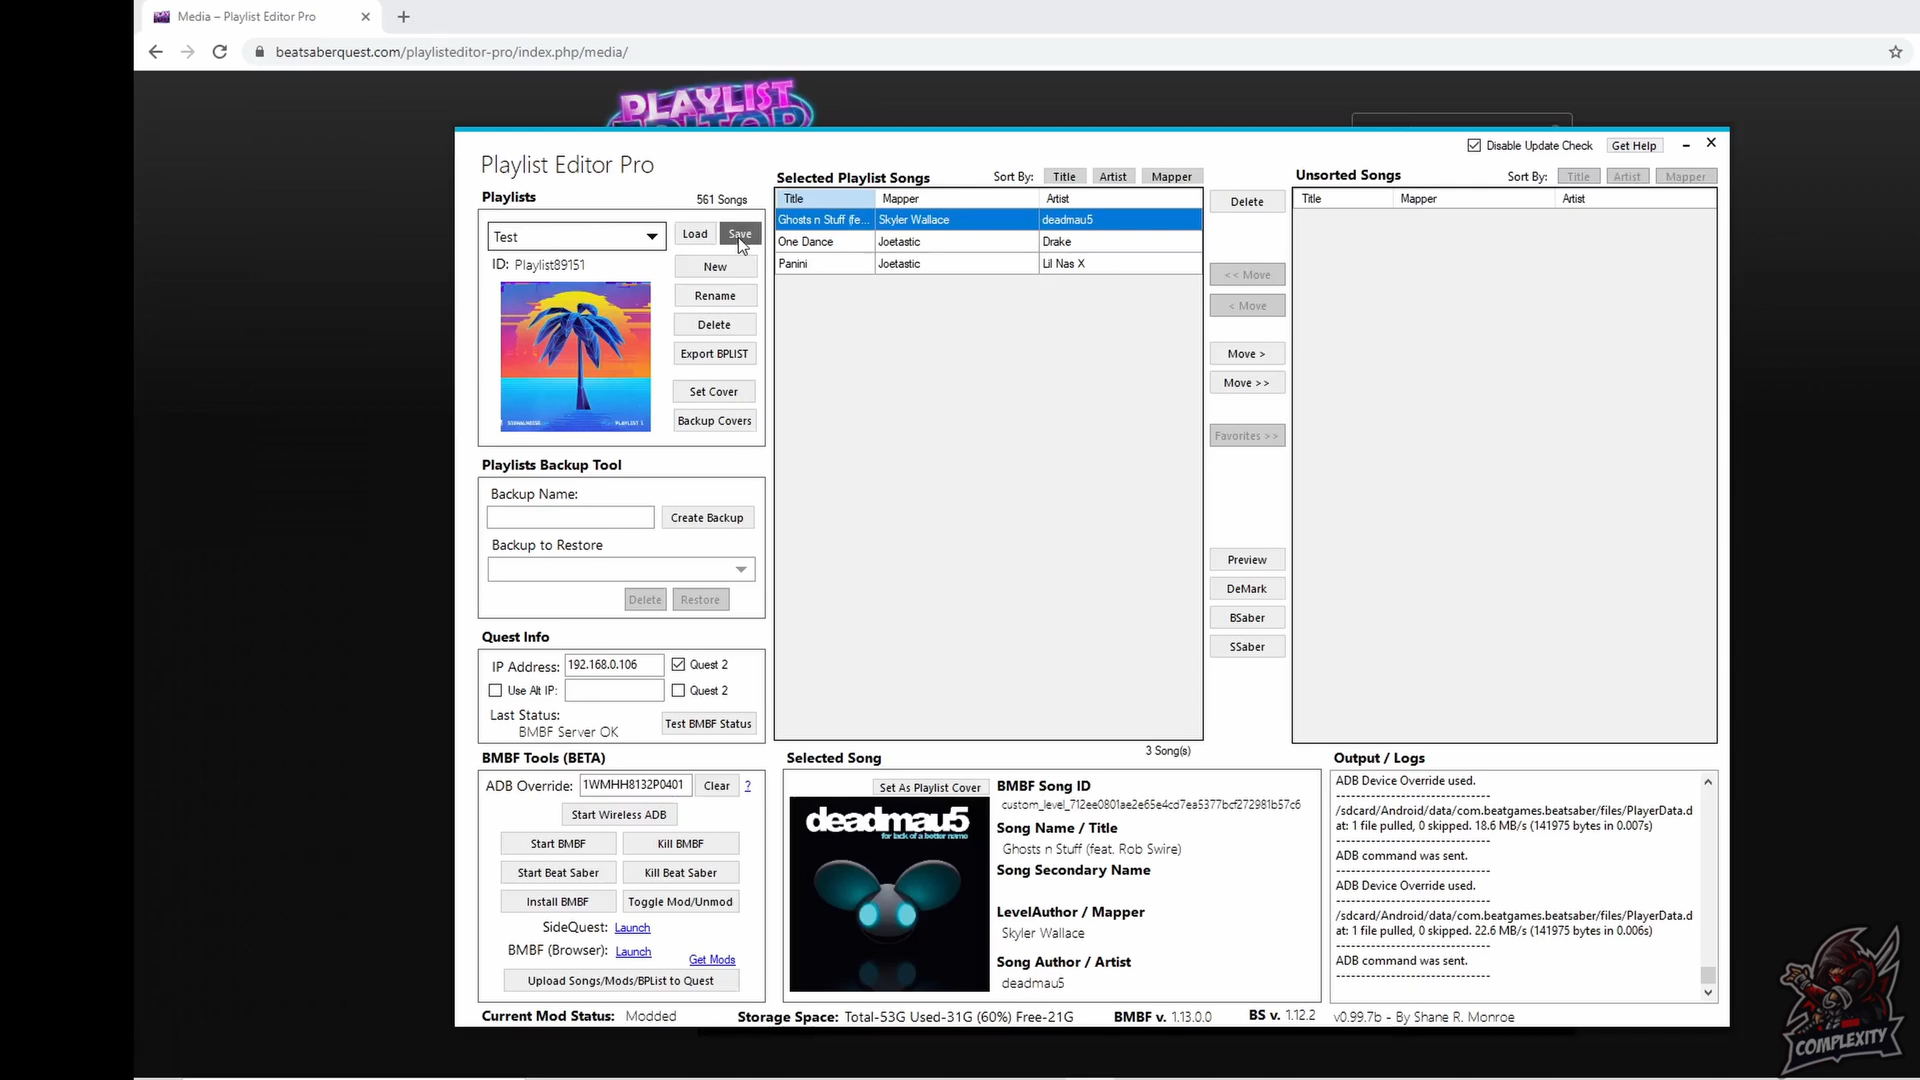 Media – Playlist Editor Pro
beatsaberquest.com/playlisteditor-pro/index.php/media/
PLAYLIST
EDITOR
Playlist Editor Pro
Disable Update Check
Get Help
Playlists
561 Songs
Test
Load
Save
ID: Playlist89151
New
Rename
Delete
Export BPLIST
Set Cover
Backup Covers
SIGNALNOISE
PLAYLIST 1
Selected Playlist Songs
Sort By:
Title
Artist
Mapper
Title Mapper Artist
Ghosts n Stuff (fe... Skyler Wallace deadmau5
One Dance Joetastic Drake
Panini Joetastic Lil Nas X
3 Song(s)
Delete
<< Move
< Move
Move >
Move >>
Favorites >>
Preview
DeMark
BSaber
SSaber
Unsorted Songs
Sort By:
Title
Artist
Mapper
Title Mapper Artist
Playlists Backup Tool
Backup Name:
Create Backup
Backup to Restore
Delete
Restore
Quest Info
IP Address: 192.168.0.106 Quest 2
Use Alt IP: Quest 2
Last Status:
BMBF Server OK
Test BMBF Status
BMBF Tools (BETA)
ADB Override: 1WMHH8132P0401 Clear ?
Start Wireless ADB
Start BMBF
Kill BMBF
Start Beat Saber
Kill Beat Saber
Install BMBF
Toggle Mod/Unmod
SideQuest: Launch
BMBF (Browser): Launch
Get Mods
Upload Songs/Mods/BPList to Quest
Selected Song
Set As Playlist Cover
deadmau5
for lack of a better name
BMBF Song ID
custom_level_712ee0801ae2e65e4cd7ea5377bcf272981b57c6
Song Name / Title
Ghosts n Stuff (feat. Rob Swire)
Song Secondary Name
LevelAuthor / Mapper
Skyler Wallace
Song Author / Artist
deadmau5
Output / Logs
ADB Device Override used.
--------------------------------
/sdcard/Android/data/com.beatgames.beatsaber/files/PlayerData.d
at: 1 file pulled, 0 skipped. 18.6 MB/s (141975 bytes in 0.007s)
--------------------------------
ADB command was sent.
--------------------------------
ADB Device Override used.
--------------------------------
/sdcard/Android/data/com.beatgames.beatsaber/files/PlayerData.d
at: 1 file pulled, 0 skipped. 22.6 MB/s (141975 bytes in 0.006s)
--------------------------------
ADB command was sent.
--------------------------------
Current Mod Status: Modded
Storage Space: Total-53G Used-31G (60%) Free-21G
BMBF v. 1.13.0.0
BS v. 1.12.2
v0.99.7b - By Shane R. Monroe
COMPLEXITY